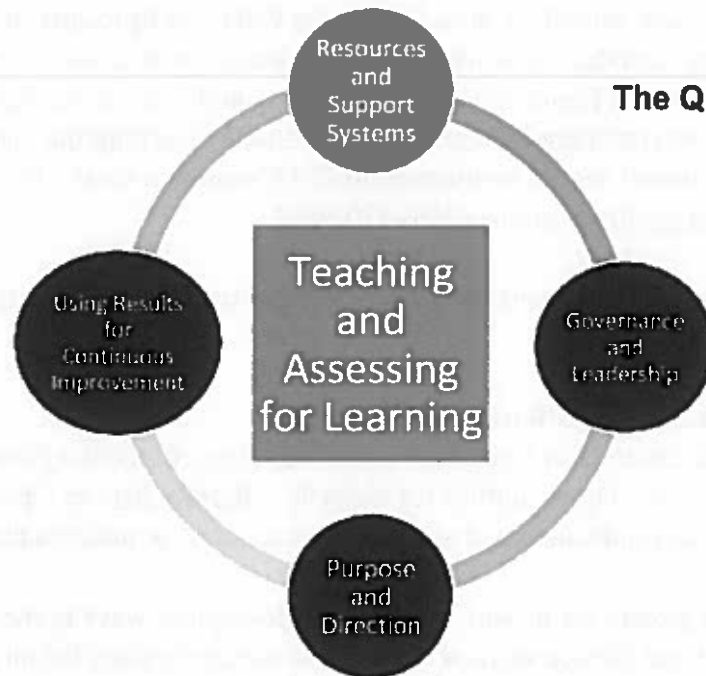 Resources
and
Support
Systems
The Q
Using Results
for
Continuous
Improvement
Teaching
and
Assessing
for Learning
Governance
and
Leadership
Purpose
and
Direction